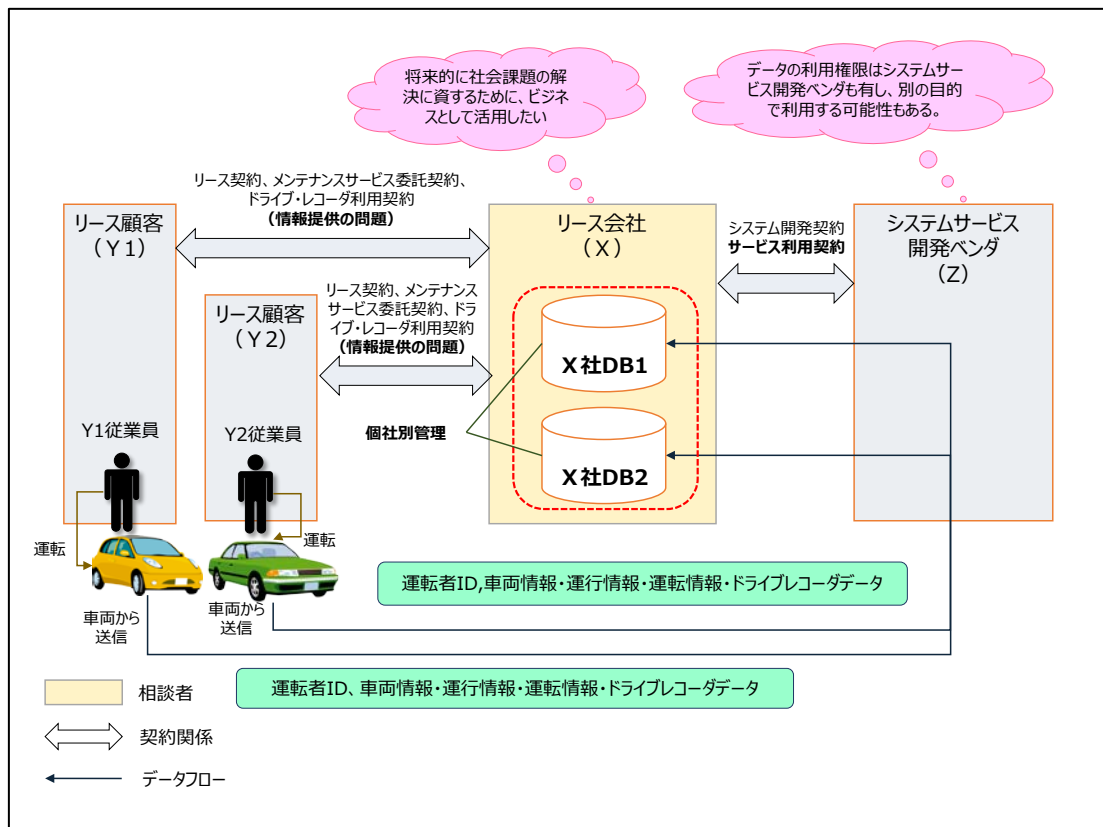 将来的に社会課題の解
決に資するために、ビジネ
スとして活用したい
データの利用権限はシステムサー
ビス開発ベンダも有し、別の目的
で利用する可能性もある。
リース契約、メンテナンスサービス委託契約、
ドライブ・レコーダ利用契約
(情報提供の問題)
リース顧客
(Y1)
リース会社
(X)
システム開発契約
サービス利用契約
システムサービス
開発ベンダ
(Z)
リース契約、メンテナンス
サービス委託契約、ドラ
イブ・レコーダ利用契約
(情報提供の問題)
リース顧客
(Y2)
X社DB1
個社別管理
X社DB2
Y1従業員
Y2従業員
運転
運転
車両から
送信
車両から
送信
運転者ID,車両情報・運行情報・運転情報・ドライブレコーダデータ
運転者ID、車両情報・運行情報・運転情報・ドライブレコーダデータ
相談者
契約関係
データフロー